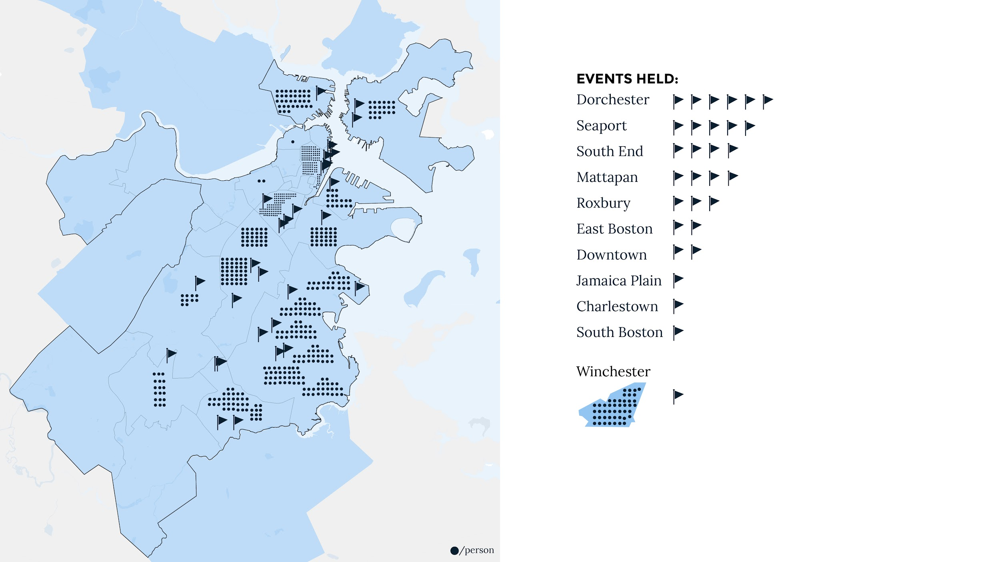 EVENTS HELD:
Dorchester
Seaport
South End
Mattapan
Roxbury
East Boston
Downtown
Jamaica Plain
Charlestown
South Boston
Winchester
/person